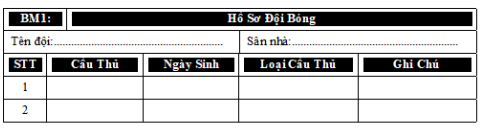 BM1: Hồ Sơ Đội Bóng
Tên đội:........................................................ Sân nhà:........................................................
STT Cầu Thủ Ngày Sinh Loại Cầu Thủ Ghi Chú
1
2